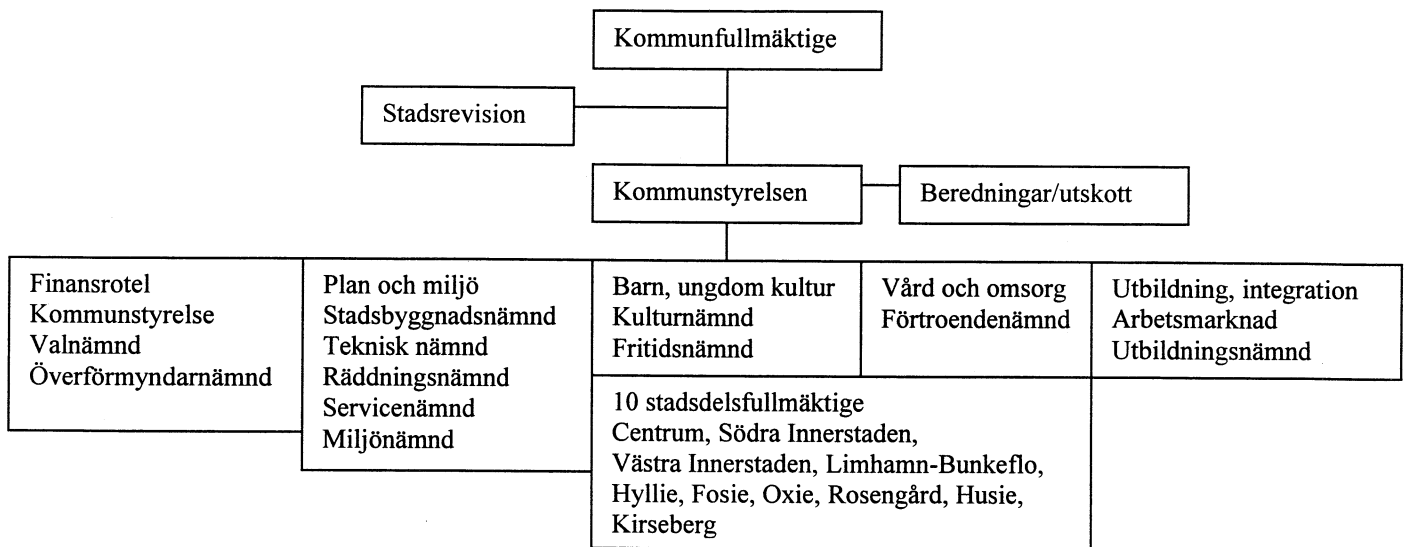 Kommunfullmäktige
Stadsrevision
Kommunstyrelsen
Beredningar/utskott
Finansrotel
Kommunstyrelse
Valnämnd
Överförmyndarnämnd
Plan och miljö
Stadsbyggnadsnämnd
Teknisk nämnd
Räddningsnämnd
Servicenämnd
Miljönämnd
Barn, ungdom kultur
Kulturnämnd
Fritidsnämnd
Vård och omsorg
Förtroendenämnd
Utbildning, integration
Arbetsmarknad
Utbildningsnämnd
10 stadsdelsfullmäktige
Centrum, Södra Innerstaden,
Västra Innerstaden, Limhamn-Bunkeflo,
Hyllie, Fosie, Oxie, Rosengård, Husie,
Kirseberg